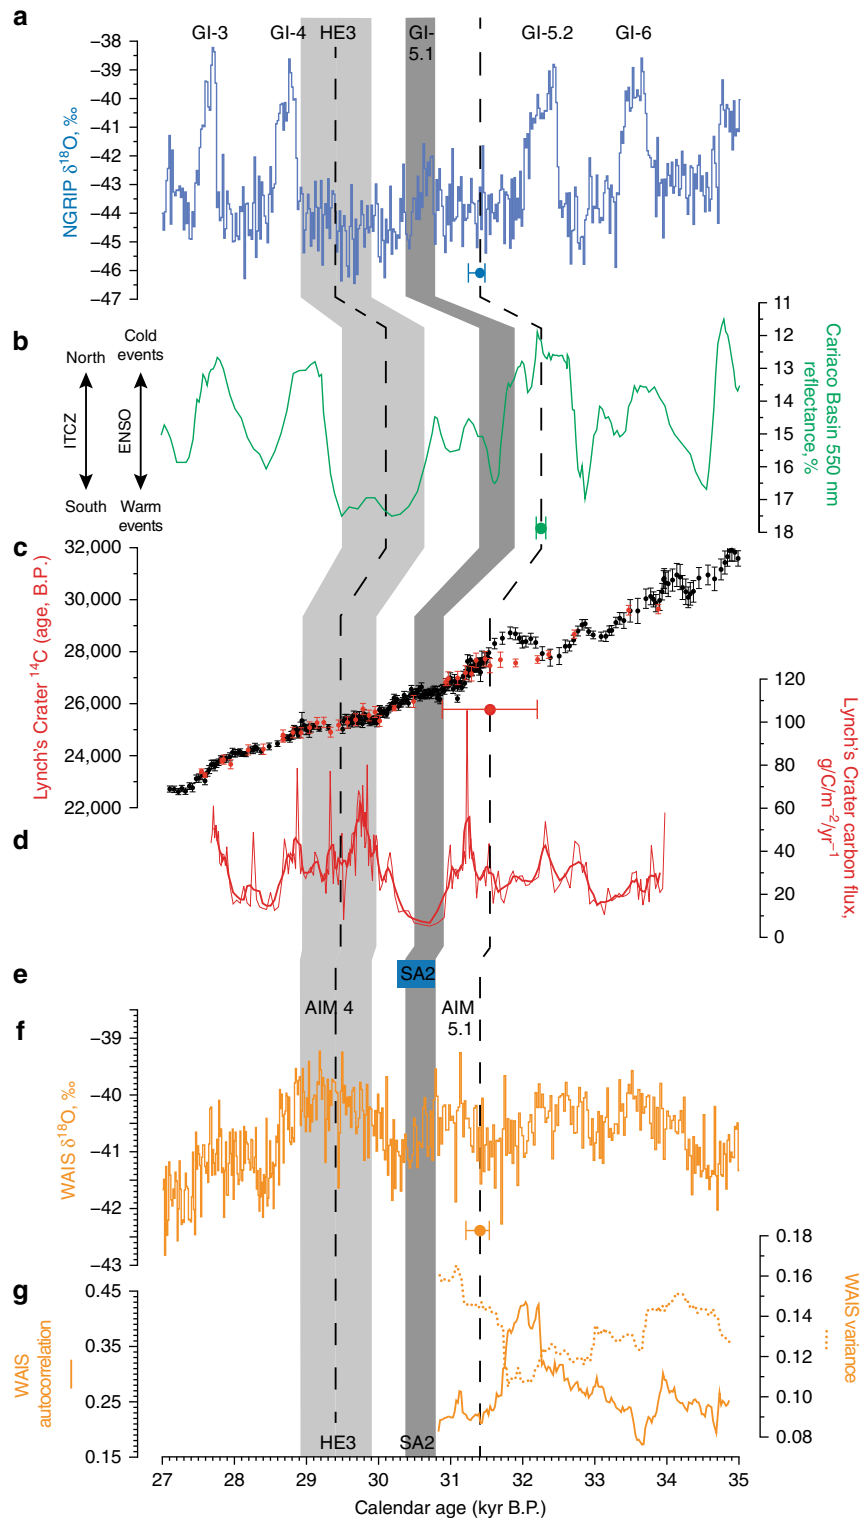 a
GI-3
GI-4
HE3
GI-
5.1
GI-5.2
GI-6
−38
−39
−40
−41
−42
−43
−44
−45
−46
−47
NGRIP δ18O, ‰
b
North
South
ITCZ
Cold
events
ENSO
Warm
events
11
12
13
14
15
16
17
18
Cariaco Basin 550 nm
reflectance, %
c
32,000
30,000
28,000
26,000
24,000
22,000
Lynch's Crater 14C (age, B.P.)
d
120
100
80
60
40
20
0
Lynch's Crater carbon flux,
g/C/m−2/yr−1
e
SA2
AIM 4
AIM
5.1
f
−39
−40
−41
−42
−43
WAIS δ18O, ‰
g
0.45
0.35
0.25
0.15
WAIS
autocorrelation
0.18
0.16
0.14
0.12
0.10
0.08
WAIS variance
HE3
SA2
27
28
29
30
31
32
33
34
35
Calendar age (kyr B.P.)